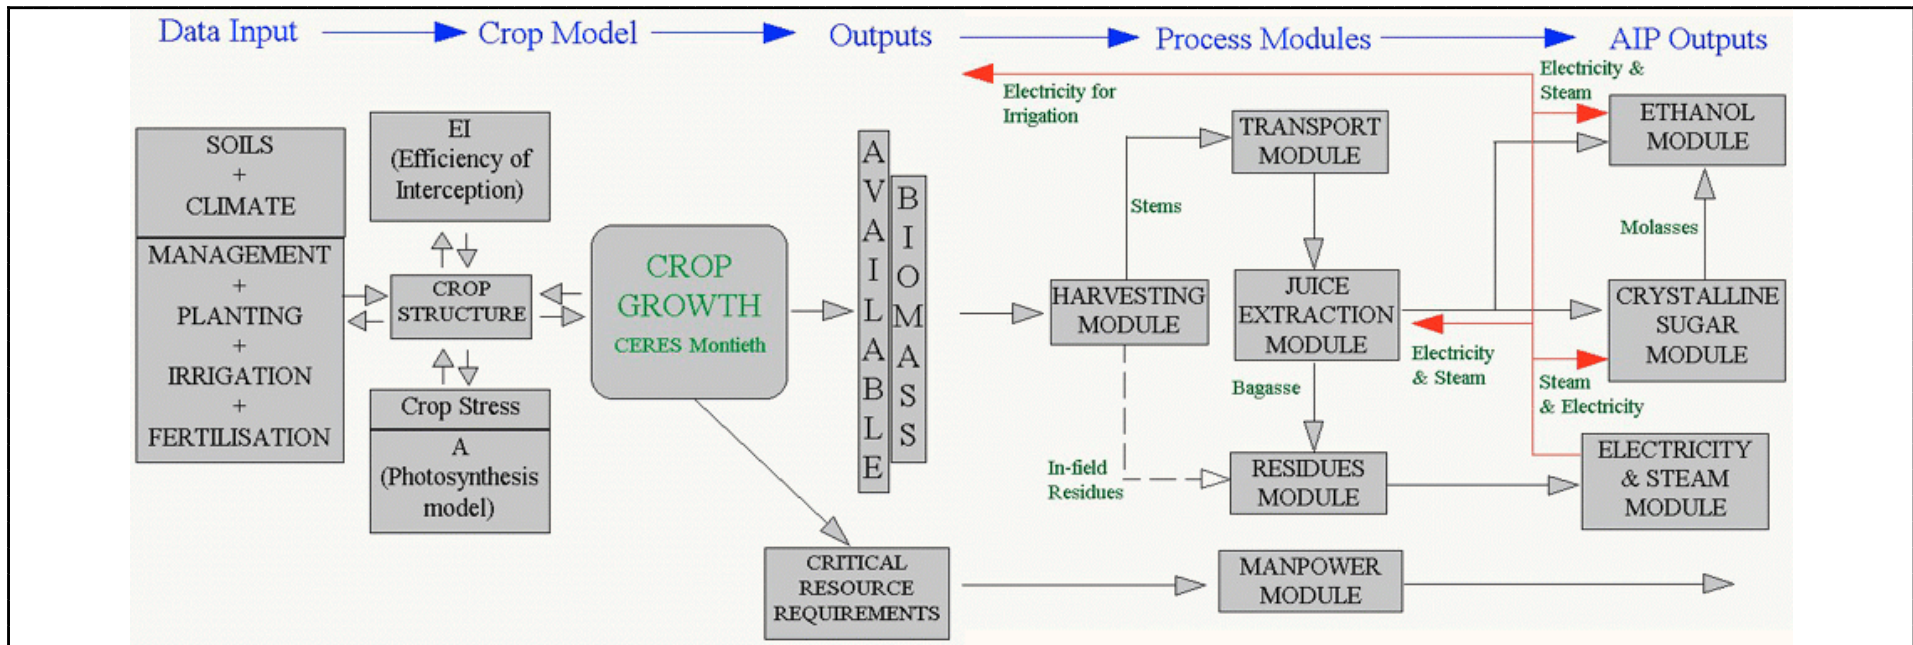 Data Input
Crop Model
Outputs
Process Modules
AIP Outputs
SOILS
+
CLIMATE
MANAGEMENT
+
PLANTING
+
IRRIGATION
+
FERTILISATION
EI
(Efficiency of
Interception)
CROP
STRUCTURE
Crop Stress
A
(Photosynthesis
model)
CROP
GROWTH
CERES Montieth
AVAILABLE
BIOMASS
CRITICAL
RESOURCE
REQUIREMENTS
Electricity for
Irrigation
Stems
HARVESTING
MODULE
In-field
Residues
TRANSPORT
MODULE
JUICE
EXTRACTION
MODULE
Bagasse
RESIDUES
MODULE
MANPOWER
MODULE
Electricity
& Steam
Electricity &
Steam
ETHANOL
MODULE
Molasses
CRYSTALLINE
SUGAR
MODULE
Steam
& Electricity
ELECTRICITY
& STEAM
MODULE